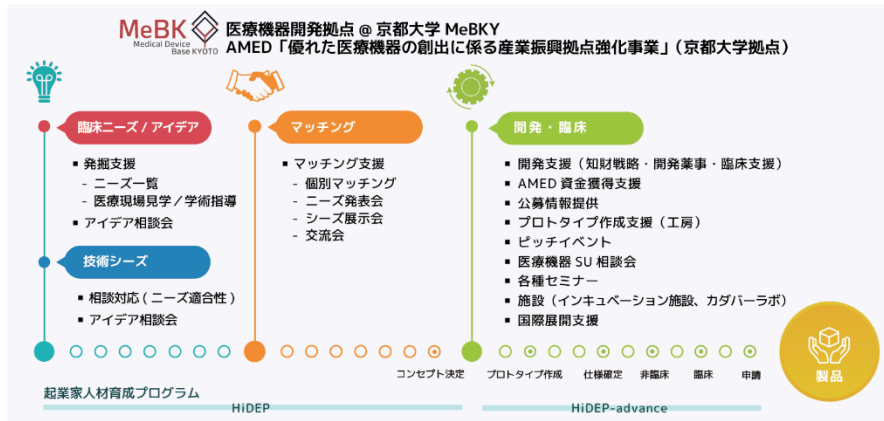 MeBK
Medical Device
Base KYOTO
医療機器開発拠点 @ 京都大学 MeBKY
AMED「優れた医療機器の創出に係る産業振興拠点強化事業」（京都大学拠点）
臨床ニーズ / アイデア
▪ 発掘支援
- ニーズ一覧
- 医療現場見学／学術指導
▪ アイデア相談会
技術シーズ
▪ 相談対応 ( ニーズ適合性 )
▪ アイデア相談会
マッチング
▪ マッチング支援
- 個別マッチング
- ニーズ発表会
- シーズ展示会
- 交流会
開発・臨床
▪ 開発支援（知財戦略・開発薬事・臨床支援）
▪ AMED 資金獲得支援
▪ 公募情報提供
▪ プロトタイプ作成支援（工房）
▪ ピッチイベント
▪ 医療機器 SU 相談会
▪ 各種セミナー
▪ 施設（インキュベーション施設、カダバーラボ）
▪ 国際展開支援
製品
コンセプト決定
プロトタイプ作成
仕様確定
非臨床
臨床
申請
起業家人材育成プログラム
HiDEP
HiDEP-advance